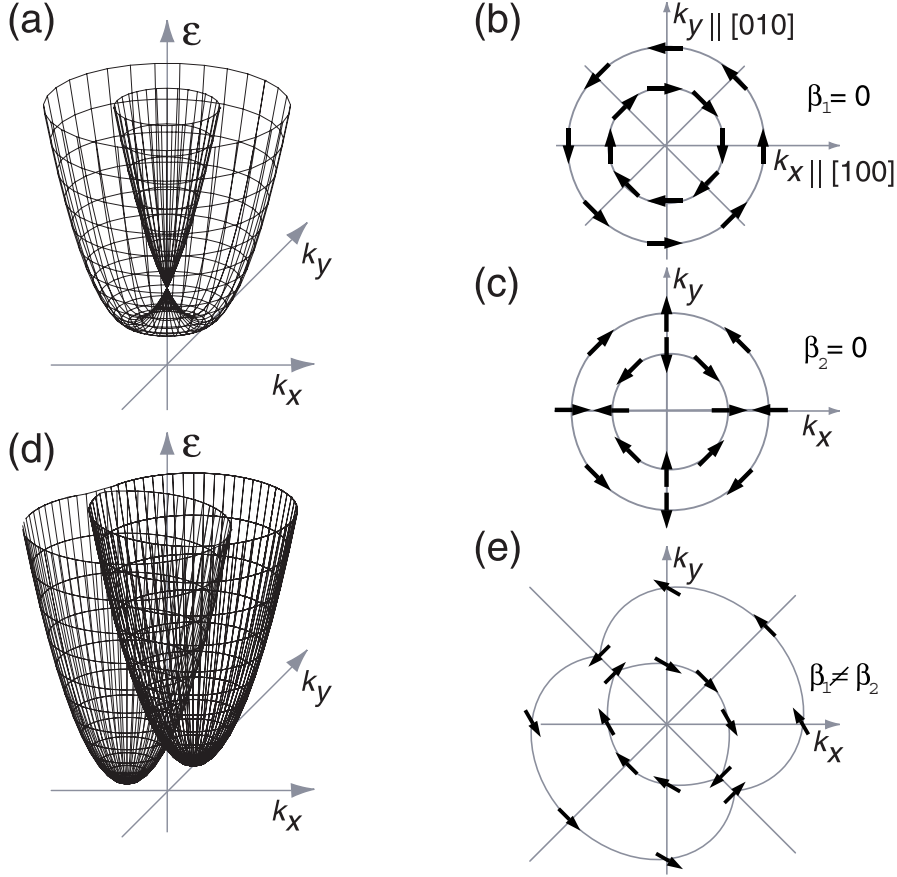 (a)
ε
k_y
k_x
(b)
k_y || [010]
β_1 = 0
k_x || [100]
(c)
k_y
β_2 = 0
k_x
(d)
ε
k_y
k_x
(e)
k_y
β_1 ≠ β_2
k_x